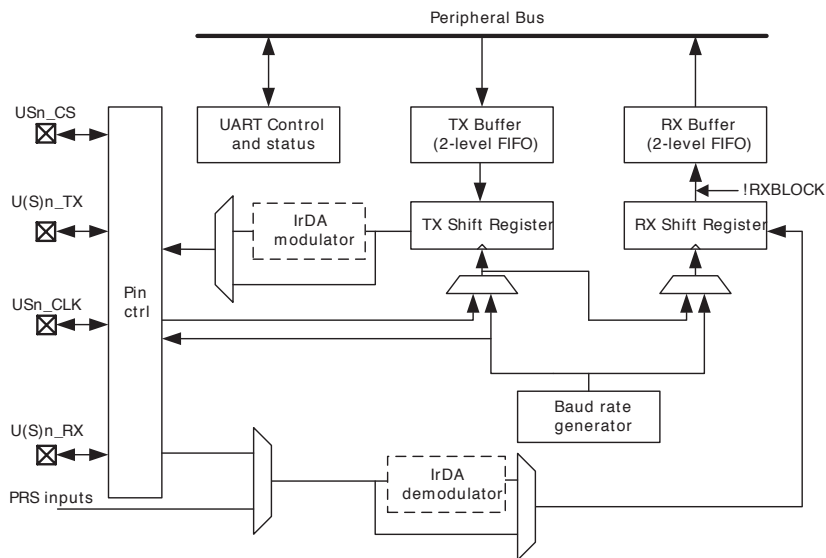 Peripheral Bus
USn_CS
UART Control
and status
TX Buffer
(2-level FIFO)
RX Buffer
(2-level FIFO)
!RXBLOCK
U(S)n_TX
IrDA
modulator
TX Shift Register
RX Shift Register
USn_CLK
Pin
ctrl
Baud rate
generator
U(S)n_RX
IrDA
demodulator
PRS inputs